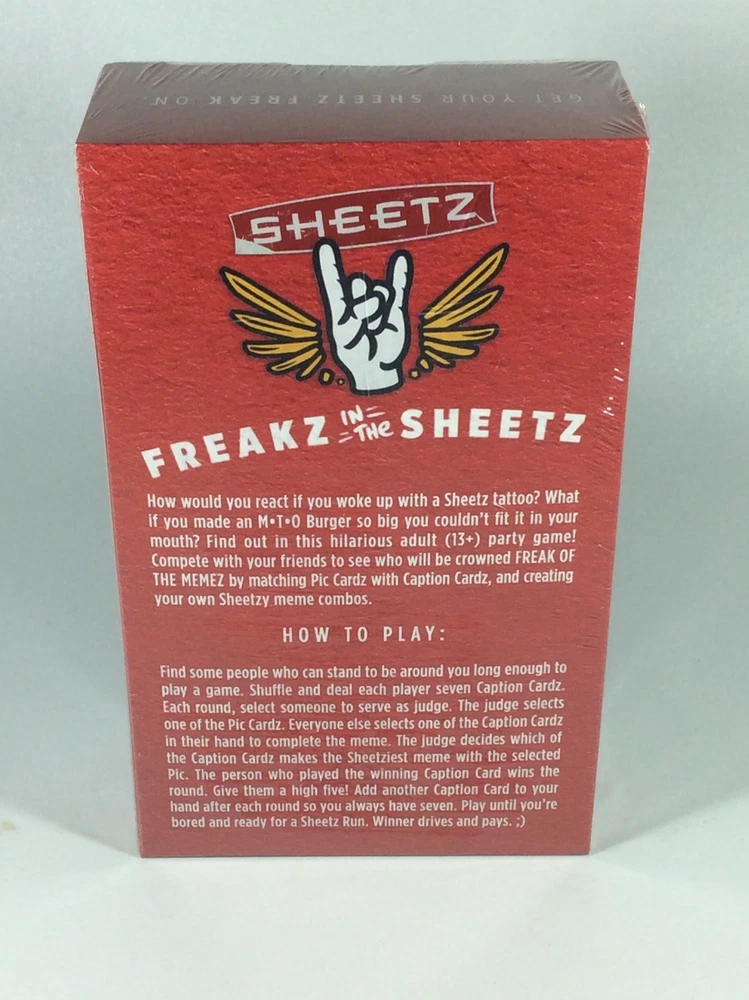 GET YOUR SHEETZ FREAK ON.
SHEETZ
FREAKZ IN THE SHEETZ
How would you react if you woke up with a Sheetz tattoo? What
if you made an M•T•O Burger so big you couldn't fit it in your
mouth? Find out in this hilarious adult (13+) party game!
Compete with your friends to see who will be crowned FREAK OF
THE MEMEZ by matching Pic Cardz with Caption Cardz, and creating
your own Sheetzy meme combos.
HOW TO PLAY:
Find some people who can stand to be around you long enough to
play a game. Shuffle and deal each player seven Caption Cardz.
Each round, select someone to serve as judge. The judge selects
one of the Pic Cardz. Everyone else selects one of the Caption Cardz
in their hand to complete the meme. The judge decides which of
the Caption Cardz makes the Sheetziest meme with the selected
Pic. The person who played the winning Caption Card wins the
round. Give them a high five! Add another Caption Card to your
hand after each round so you always have seven. Play until you're
bored and ready for a Sheetz Run. Winner drives and pays. ;)